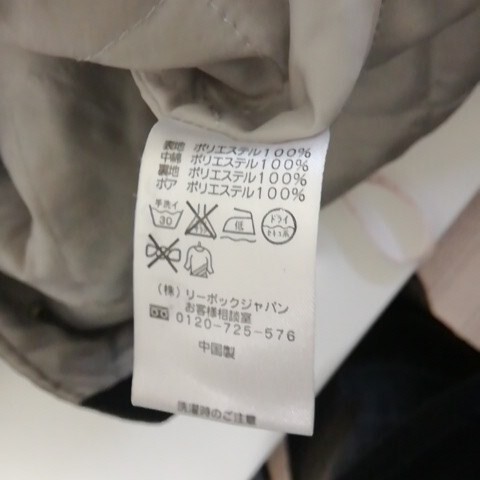 表地 ポリエステル100%
中綿 ポリエステル100%
裏地 ポリエステル100%
ボア ポリエステル100%
手洗イ 30 低 ドライ セキユ系
(株)リーボックジャパン
お客様相談室
0120-725-576
中国製
洗濯時のご注意